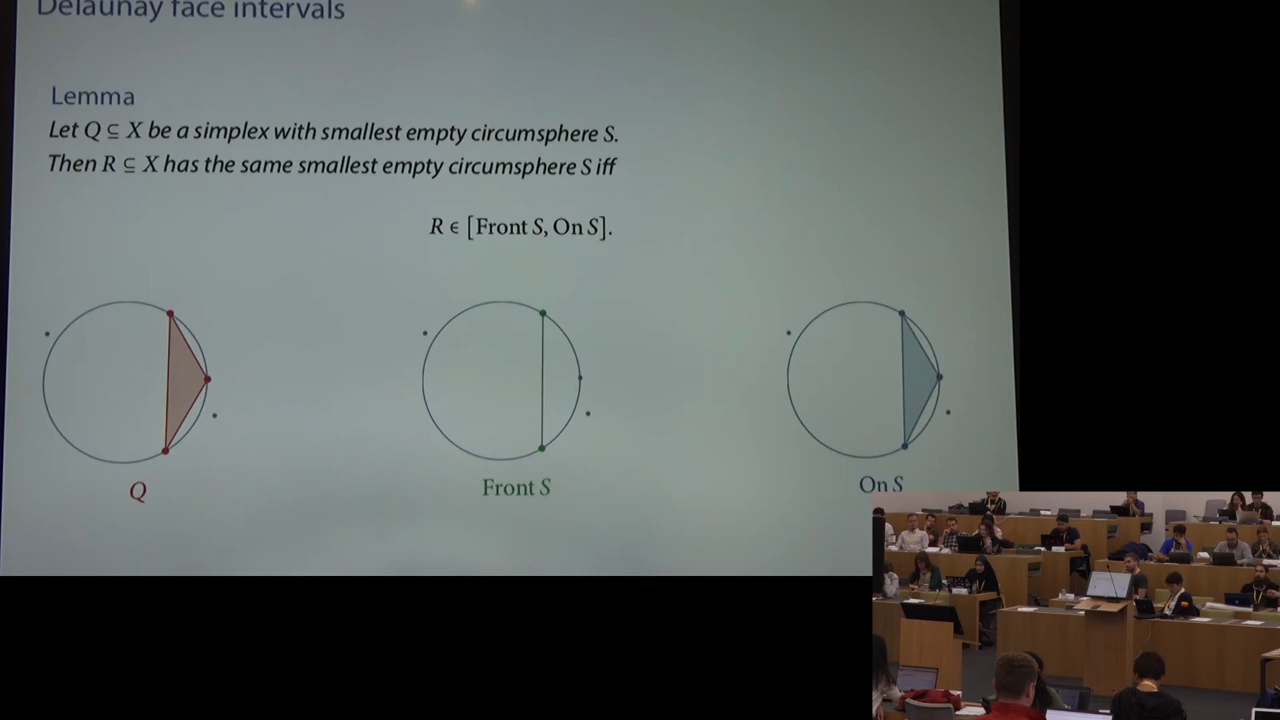 Delaunay face intervals
Lemma
Let Q ⊆ X be a simplex with smallest empty circumsphere S.
Then R ⊆ X has the same smallest empty circumsphere S iff
R ∈ [Front S, On S].
Q
Front S
On S